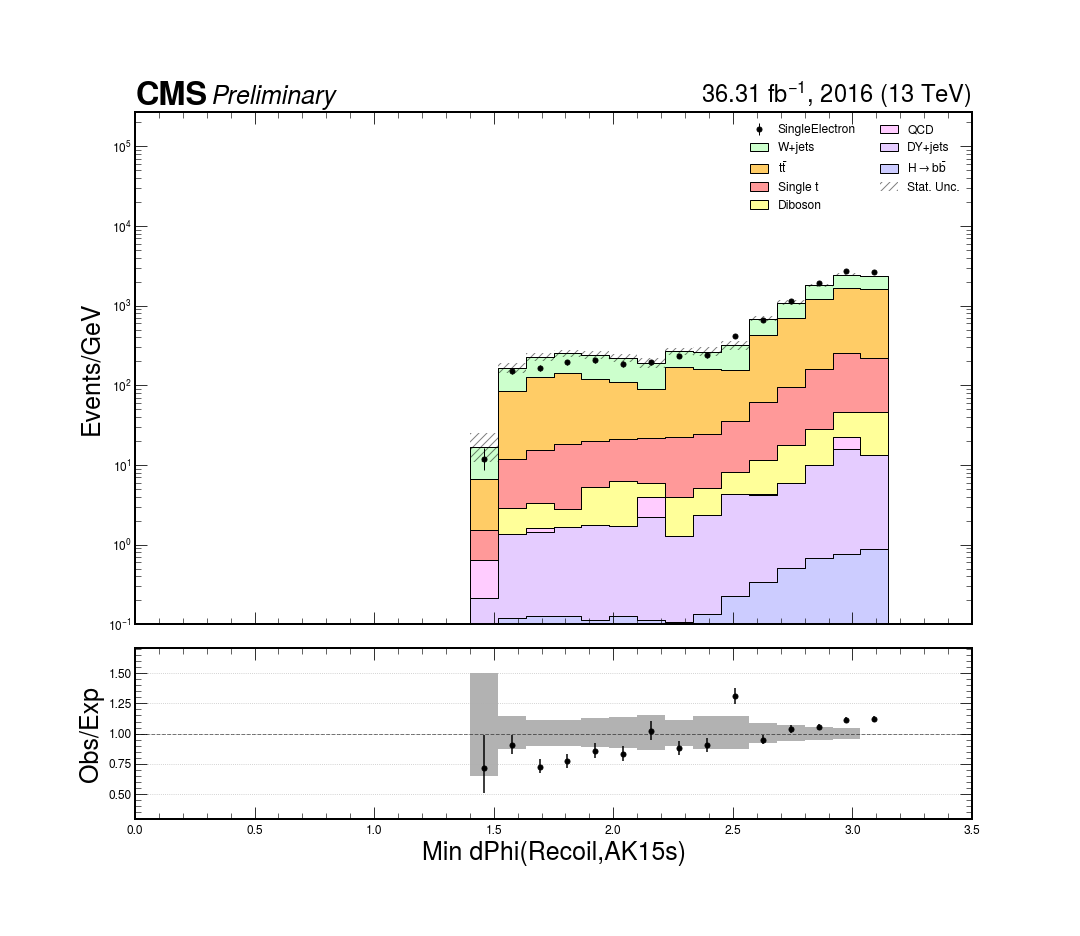 CMS Preliminary
36.31 fb⁻¹, 2016 (13 TeV)
SingleElectron
W+jets
tt̄
Single t
Diboson
QCD
DY+jets
H→bb̄
Stat. Unc.
Events/GeV
10⁵
10⁴
10³
10²
10¹
10⁰
10⁻¹
Obs/Exp
1.50
1.25
1.00
0.75
0.50
0.0 0.5 1.0 1.5 2.0 2.5 3.0 3.5
Min dPhi(Recoil,AK15s)